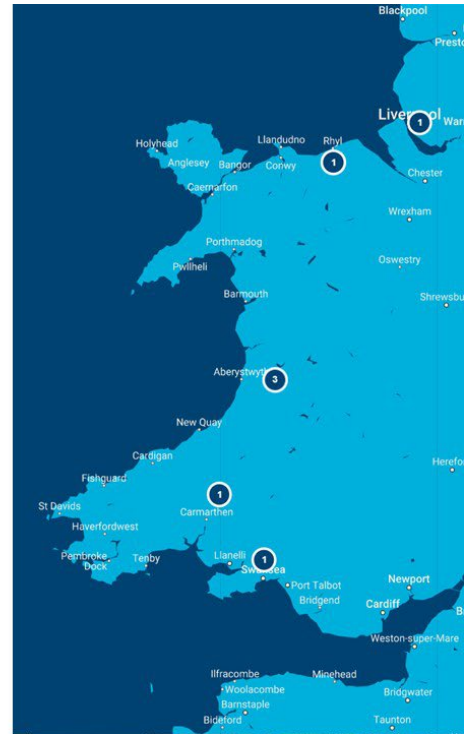 Blackpool
Presto
Liverpool
1
Warr
Holyhead
Llandudno
Rhyl
Anglesey
Bangor
Conwy
1
Chester
Caernarfon
Wrexham
Porthmadog
Pwllheli
Oswestry
Barmouth
Shrewsbu
Aberystwyth
3
New Quay
Cardigan
Herefor
Fishguard
1
St Davids
Carmarthen
Haverfordwest
Pembroke
Dock
Tenby
Llanelli
1
Swansea
Port Talbot
Newport
Bridgend
Cardiff
B
Weston-super-Mare
Ilfracombe
Minehead
Woolacombe
Bridgwater
Barnstaple
Bideford
Taunton